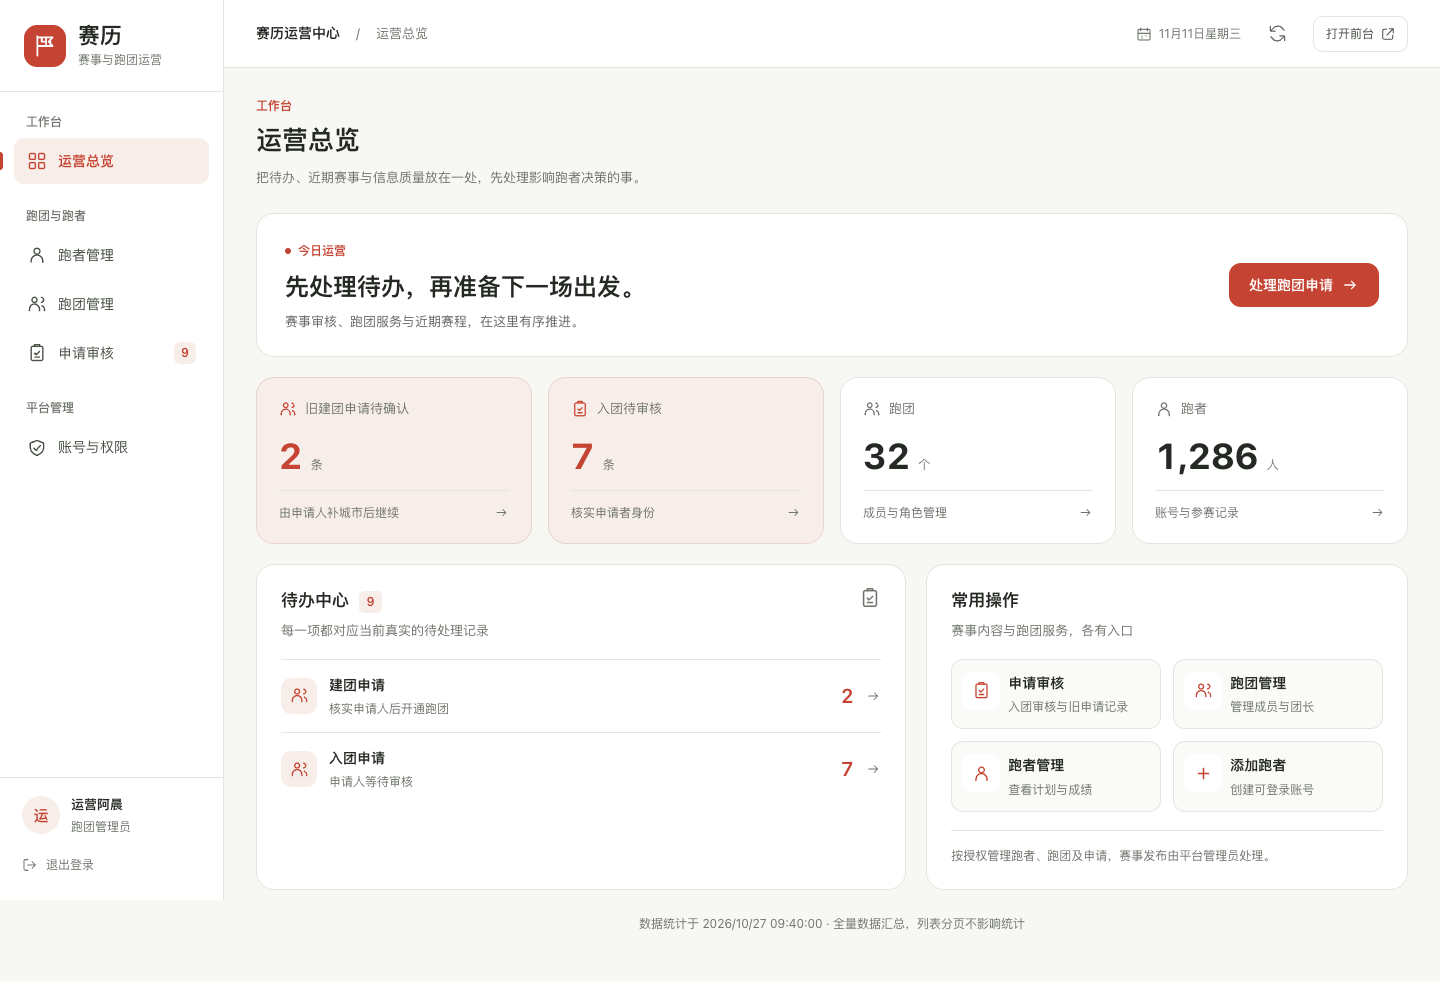 赛历
赛事与跑团运营
工作台
运营总览
跑团与跑者
跑者管理
跑团管理
申请审核 9
平台管理
账号与权限
运
运营阿晨
跑团管理员
退出登录
赛历运营中心 / 运营总览
11月11日星期三
打开前台
工作台
运营总览
把待办、近期赛事与信息质量放在一处，先处理影响跑者决策的事。
今日运营
先处理待办，再准备下一场出发。
赛事审核、跑团服务与近期赛程，在这里有序推进。
处理跑团申请
旧建团申请待确认
2 条
由申请人补城市后继续
入团待审核
7 条
核实申请者身份
跑团
32 个
成员与角色管理
跑者
1,286 人
账号与参赛记录
待办中心 9
每一项都对应当前真实的待处理记录
建团申请
核实申请人后开通跑团
2
入团申请
申请人等待审核
7
常用操作
赛事内容与跑团服务，各有入口
申请审核
入团审核与旧申请记录
跑团管理
管理成员与团长
跑者管理
查看计划与成绩
添加跑者
创建可登录账号
按授权管理跑者、跑团及申请，赛事发布由平台管理员处理。
数据统计于 2026/10/27 09:40:00 · 全量数据汇总，列表分页不影响统计